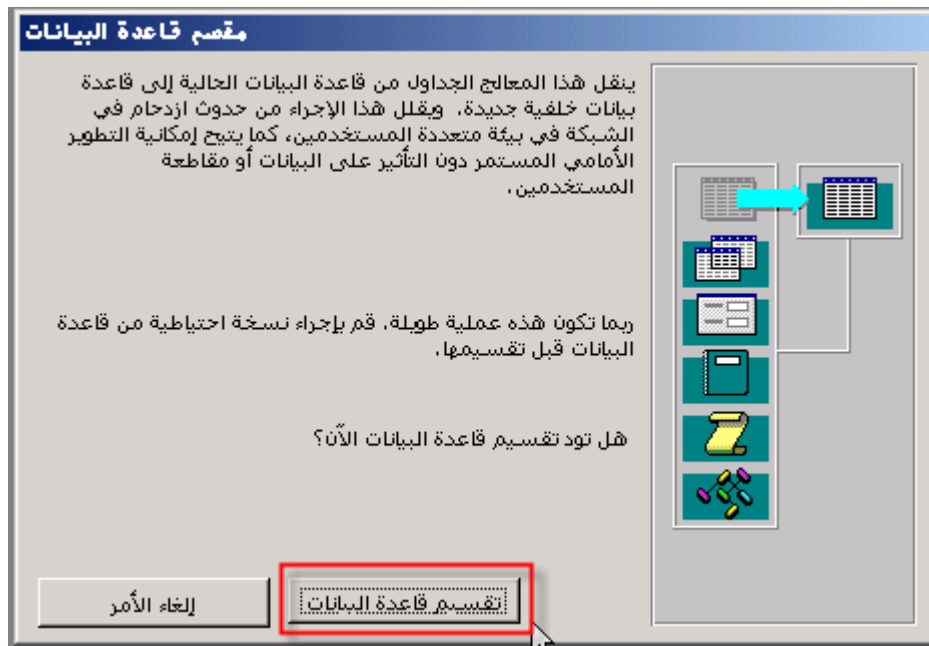 مقسم قاعدة البيانات
ينقل هذا المعالج الجداول من قاعدة البيانات الحالية إلى قاعدة
بيانات خلفية جديدة. ويقلل هذا الإجراء من حدوث ازدحام في
الشبكة في بيئة متعددة المستخدمين، كما يتيح إمكانية التطوير
الأمامي المستمر دون التأثير على البيانات أو مقاطعة
المستخدمين.
ربما تكون هذه عملية طويلة. قم بإجراء نسخة احتياطية من قاعدة
البيانات قبل تقسيمها.
هل تود تقسيم قاعدة البيانات الآن؟
تقسيم قاعدة البيانات
إلغاء الأمر